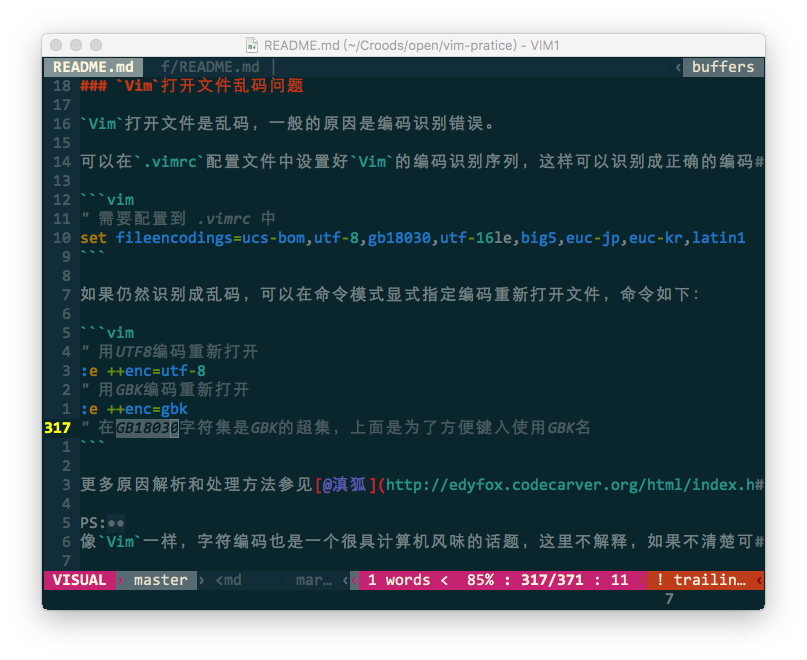 README.md (~/Croods/open/vim-pratice) - VIM1
README.md f/README.md | ‹ buffers
18 ### `Vim`打开文件乱码问题
17
16 `Vim`打开文件是乱码，一般的原因是编码识别错误。
15
14 可以在`.vimrc`配置文件中设置好`Vim`的编码识别序列，这样可以识别成正确的编码#
13
12 ```vim
11 " 需要配置到 .vimrc 中
10 set fileencodings=ucs-bom,utf-8,gb18030,utf-16le,big5,euc-jp,euc-kr,latin1
9 ```
8
7 如果仍然识别成乱码，可以在命令模式显式指定编码重新打开文件，命令如下：
6
5 ```vim
4 " 用UTF8编码重新打开
3 :e ++enc=utf-8
2 " 用GBK编码重新打开
1 :e ++enc=gbk
317 " 在GB18030字符集是GBK的超集，上面是为了方便键入使用GBK名
1 ```
2
3 更多原因解析和处理方法参见[@滇狐](http://edyfox.codecarver.org/html/index.h#
4
5 PS:●●
6 像`Vim`一样，字符编码也是一个很具计算机风味的话题，这里不解释，如果不清楚可#
7
VISUAL › master › <md mar… ‹ ‹ 1 words < 85% : 317/371 : 11 ! trailin… ‹
7